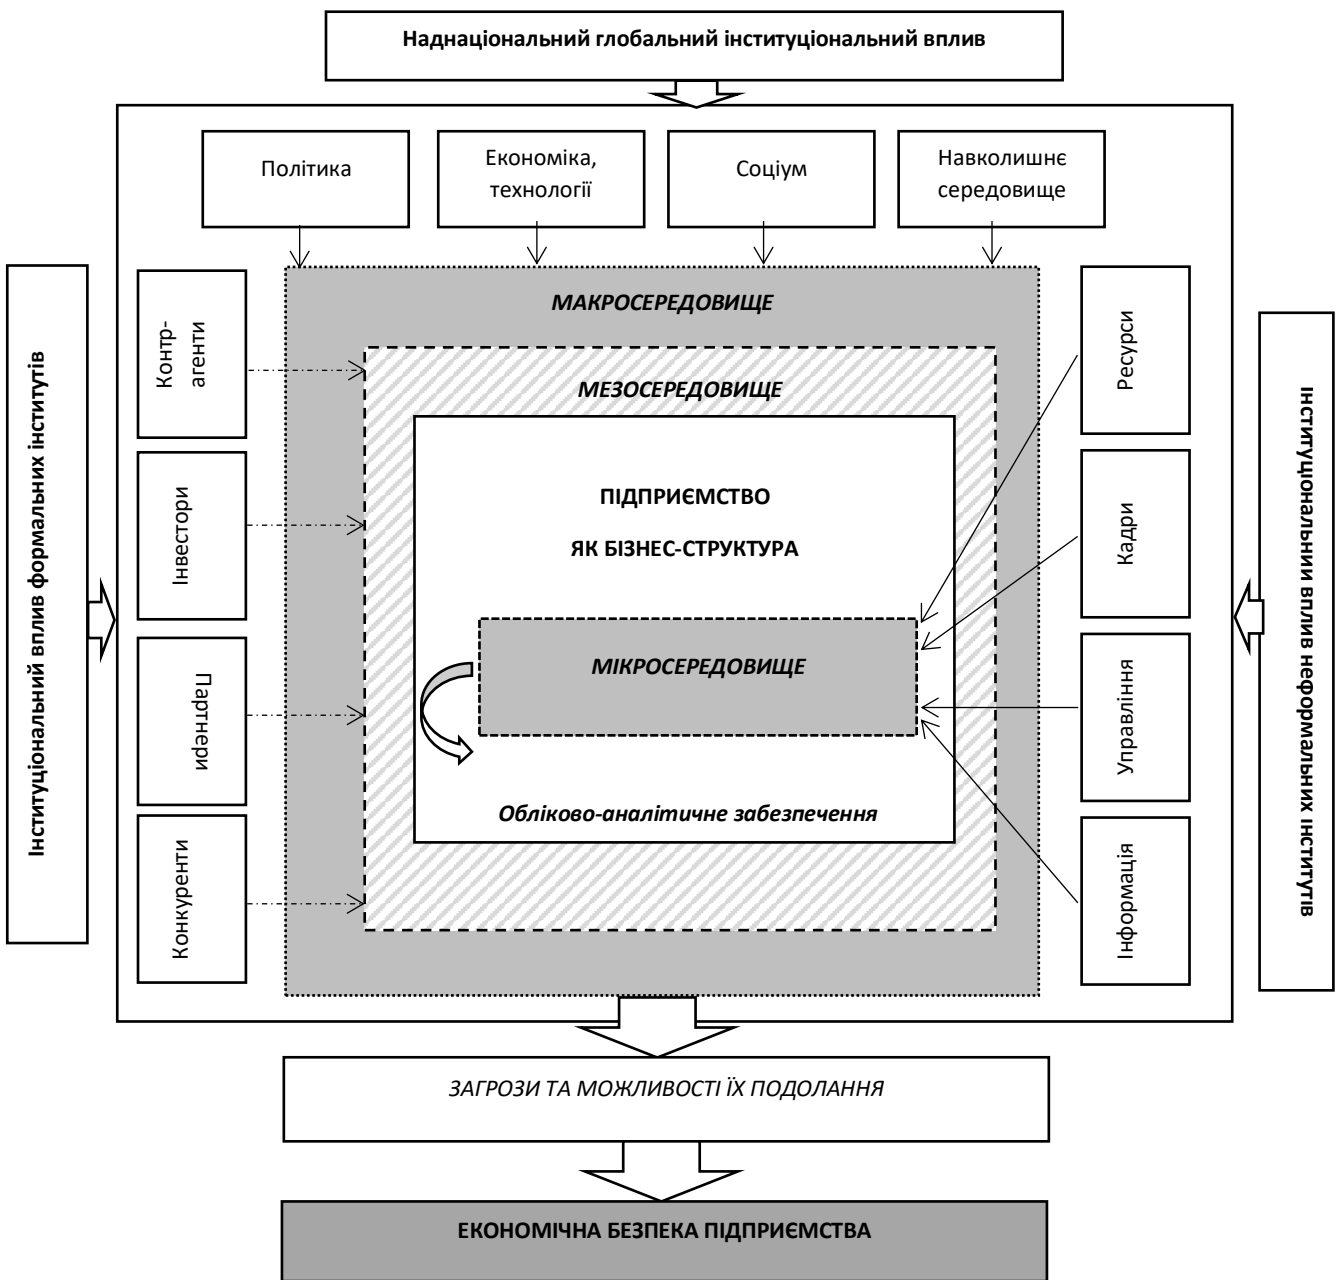 Наднаціональний глобальний інституціональний вплив
Політика
Економіка,
технології
Соціум
Навколишнє
середовище
Інституціональний вплив формальних інститутів
Контр-
агенти
Інвестори
Партнери
Конкуренти
МАКРОСЕРЕДОВИЩЕ
МЕЗОСЕРЕДОВИЩЕ
ПІДПРИЄМСТВО
ЯК БІЗНЕС-СТРУКТУРА
МІКРОСЕРЕДОВИЩЕ
Обліково-аналітичне забезпечення
Ресурси
Кадри
Управління
Інформація
Інституціональний вплив неформальних інститутів
ЗАГРОЗИ ТА МОЖЛИВОСТІ ЇХ ПОДОЛАННЯ
ЕКОНОМІЧНА БЕЗПЕКА ПІДПРИЄМСТВА